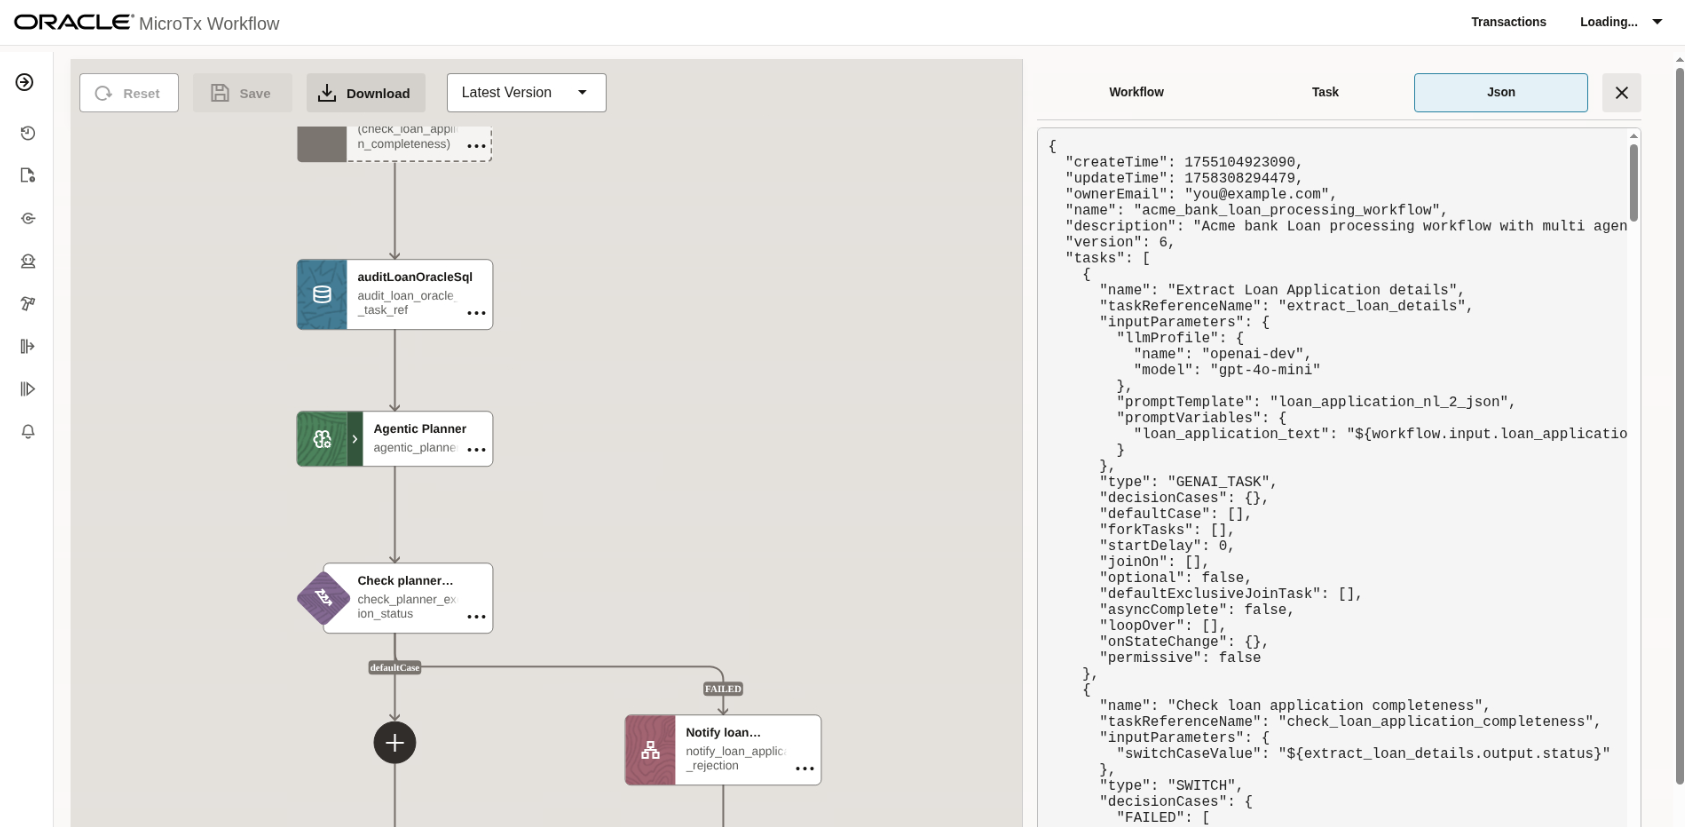 ORACLE MicroTx Workflow
Transactions
Loading...
Reset
Save
Download
Latest Version
Workflow
Task
Json
(check_loan_appli
n_completeness)
auditLoanOracleSql
audit_loan_oracle_
_task_ref
Agentic Planner
agentic_planne
Check planner...
check_planner_ex
ion_status
defaultCase
FAILED
Notify loan...
notify_loan_applic
_rejection
{
"createTime": 1755104923090,
"updateTime": 1758308294479,
"ownerEmail": "you@example.com",
"name": "acme_bank_loan_processing_workflow",
"description": "Acme bank Loan processing workflow with multi agen
"version": 6,
"tasks": [
{
"name": "Extract Loan Application details",
"taskReferenceName": "extract_loan_details",
"inputParameters": {
"llmProfile": {
"name": "openai-dev",
"model": "gpt-4o-mini"
},
"promptTemplate": "loan_application_nl_2_json",
"promptVariables": {
"loan_application_text": "${workflow.input.loan_applicatio
}
},
"type": "GENAI_TASK",
"decisionCases": {},
"defaultCase": [],
"forkTasks": [],
"startDelay": 0,
"joinOn": [],
"optional": false,
"defaultExclusiveJoinTask": [],
"asyncComplete": false,
"loopOver": [],
"onStateChange": {},
"permissive": false
},
{
"name": "Check loan application completeness",
"taskReferenceName": "check_loan_application_completeness",
"inputParameters": {
"switchCaseValue": "${extract_loan_details.output.status}"
},
"type": "SWITCH",
"decisionCases": {
"FAILED": [